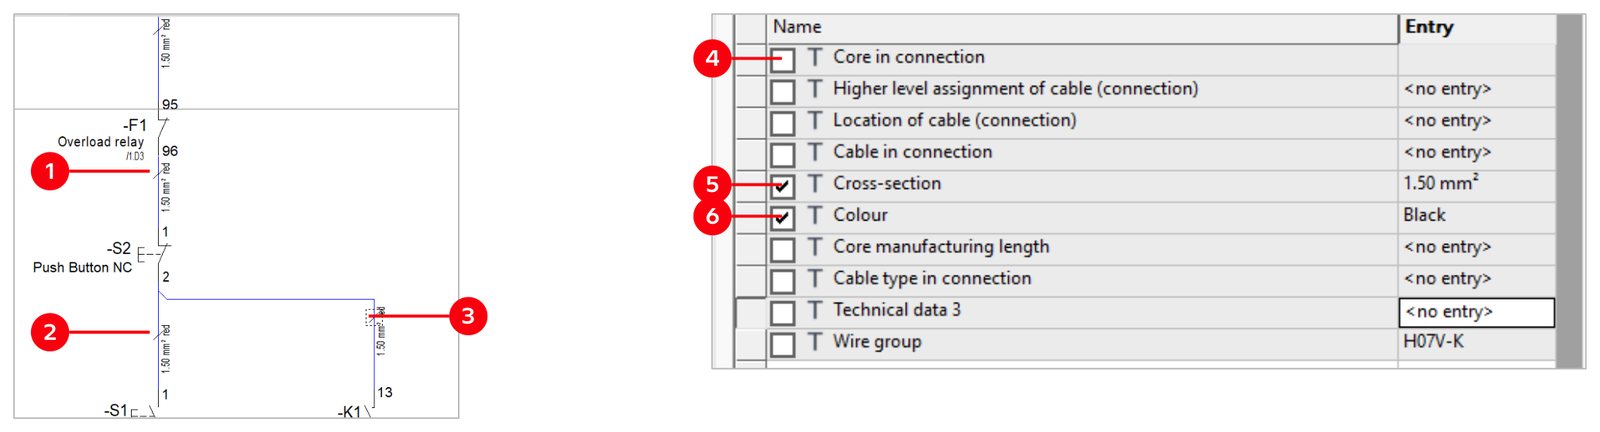 red
1.50 mm²
95
-F1
Overload relay
/1.D3
96
1
red
1.50 mm²
1
-S2
Push Button NC
2
3
red
1.50 mm²
2
red
1.50 mm²
1
13
-S1
-K1
Name Entry
4 T Core in connection
T Higher level assignment of cable (connection) <no entry>
T Location of cable (connection) <no entry>
T Cable in connection <no entry>
5 T Cross-section 1.50 mm²
6 T Colour Black
T Core manufacturing length <no entry>
T Cable type in connection <no entry>
T Technical data 3 <no entry>
T Wire group H07V-K